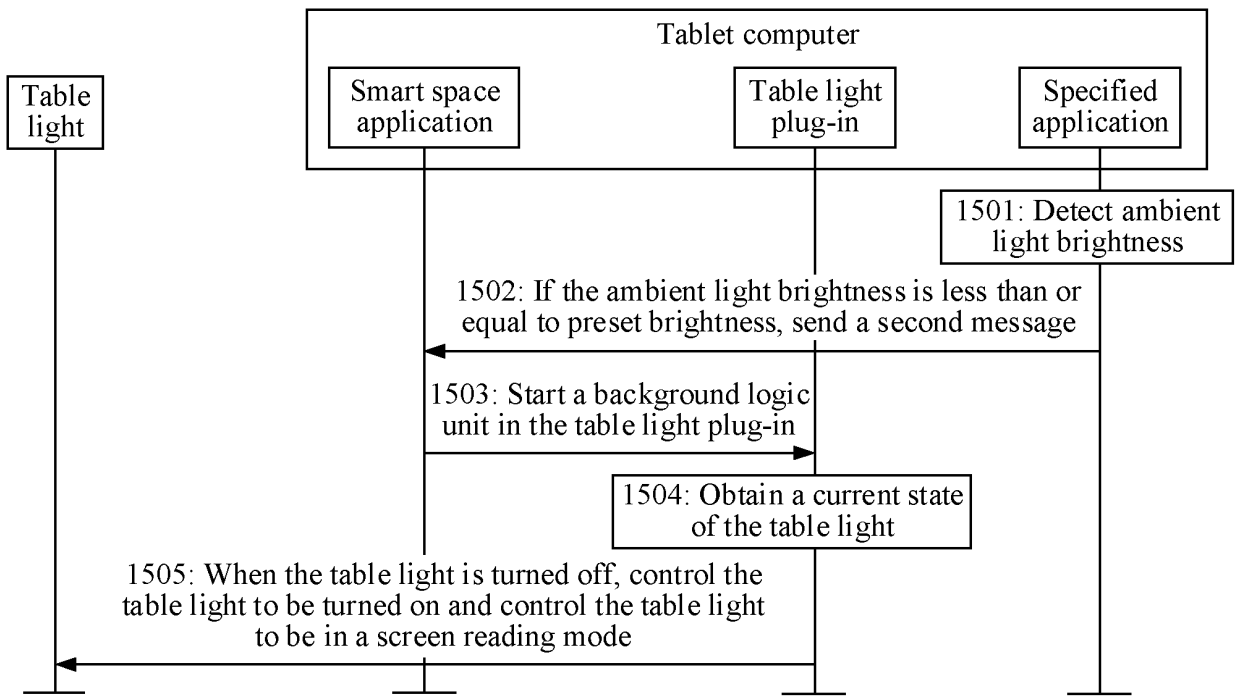 Tablet computer
Table
light
Smart space
application
Table light
plug-in
Specified
application
1501: Detect ambient
light brightness
1502: If the ambient light brightness is less than or
equal to preset brightness, send a second message
1503: Start a background logic
unit in the table light plug-in
1504: Obtain a current state
of the table light
1505: When the table light is turned off, control the
table light to be turned on and control the table light
to be in a screen reading mode